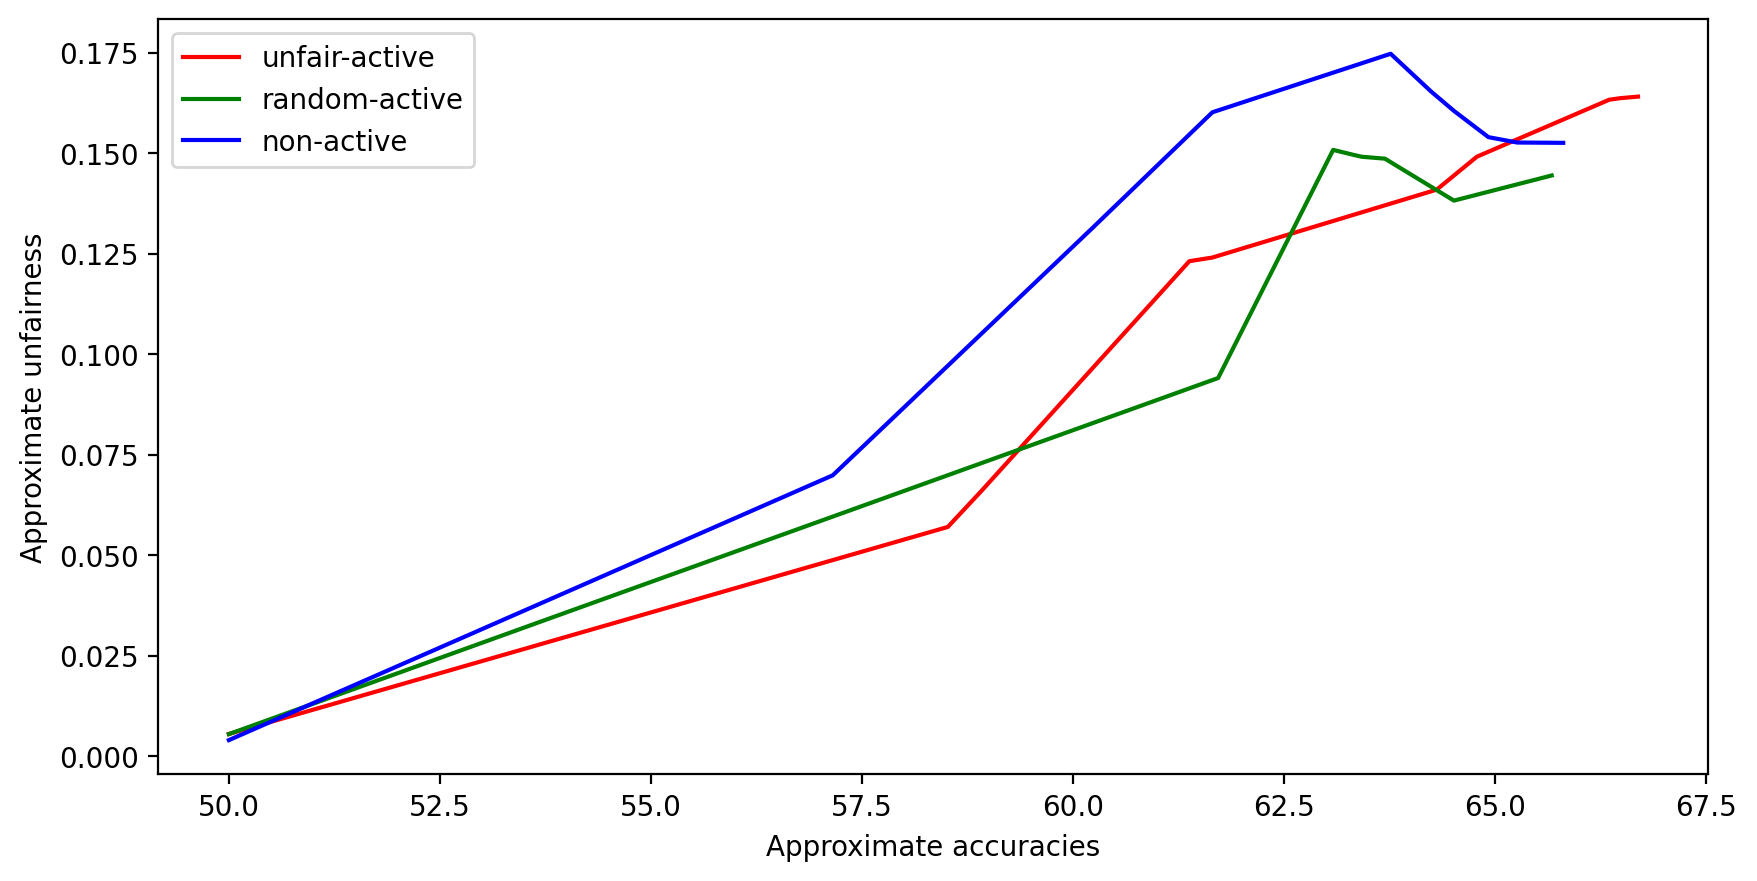 unfair-active
random-active
non-active
Approximate unfairness
0.175
0.150
0.125
0.100
0.075
0.050
0.025
0.000
50.0 52.5 55.0 57.5 60.0 62.5 65.0 67.5
Approximate accuracies